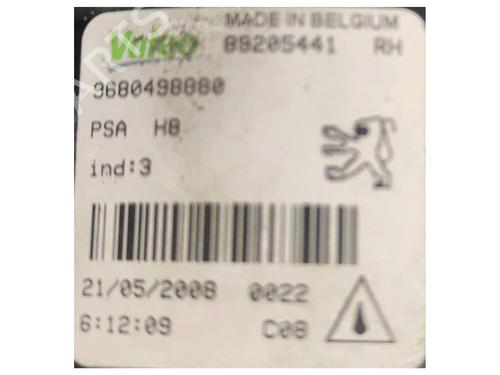 MADE IN BELGIUM
Valeo 89205441 RH
9680498880
PSA HB
ind:3
21/05/2008 0022
6:12:09 C08